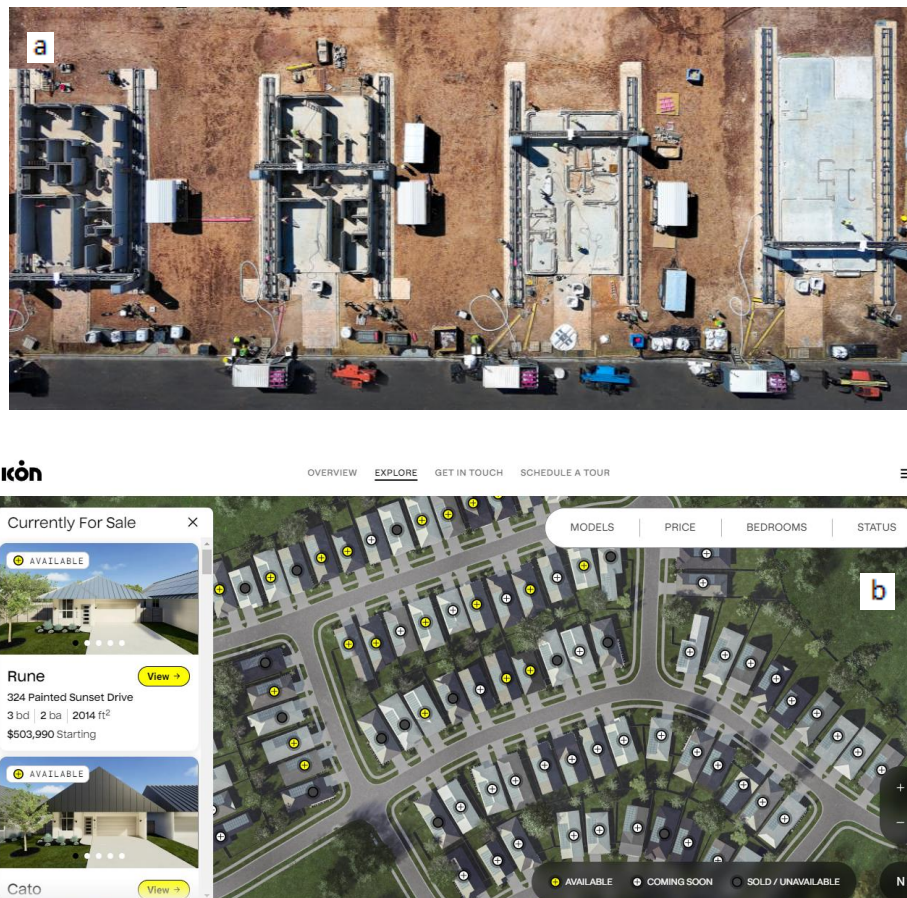 a
ICON
OVERVIEW EXPLORE GET IN TOUCH SCHEDULE A TOUR
Currently For Sale ×
MODELS PRICE BEDROOMS STATUS
AVAILABLE
b
Rune View →
324 Painted Sunset Drive
3 bd 2 ba 2014 ft²
$503,990 Starting
AVAILABLE
Cato View →
AVAILABLE COMING SOON SOLD / UNAVAILABLE
+
−
N